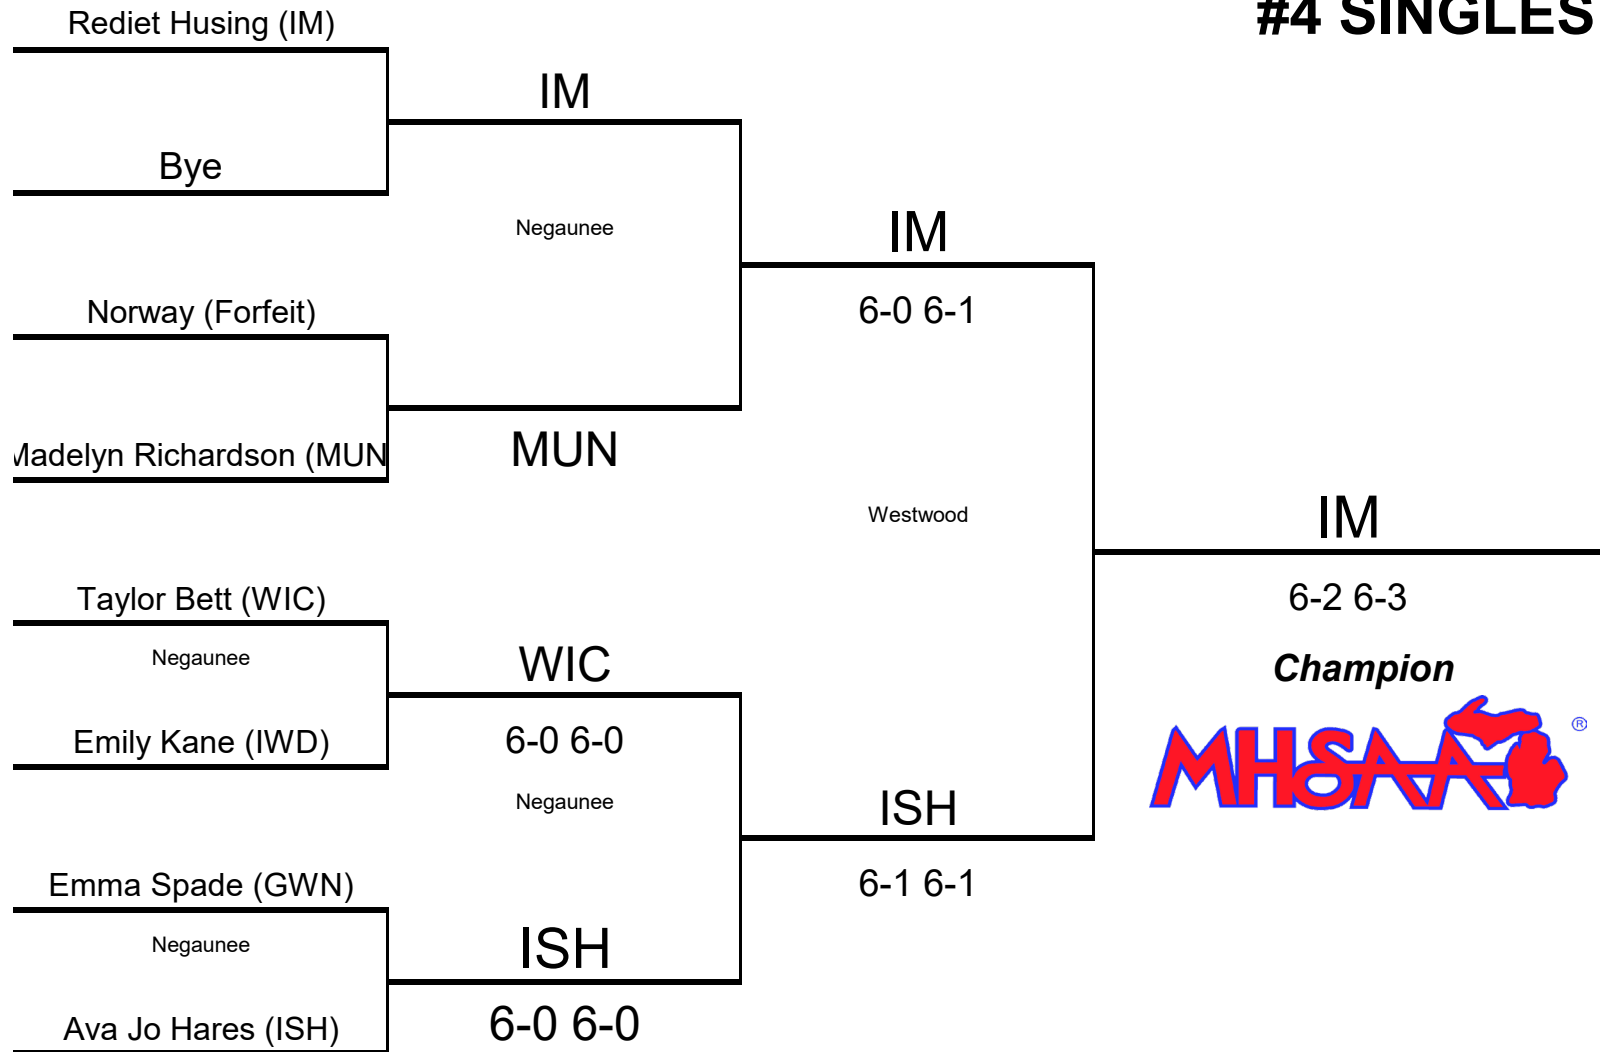 #4 SINGLES
Rediet Husing (IM)
IM
Bye
Negaunee
IM
6-0 6-1
Norway (Forfeit)
Madelyn Richardson (MUN
MUN
Westwood
IM
6-2 6-3
Champion
MHSAA ®
Taylor Bett (WIC)
Negaunee
WIC
Emily Kane (IWD)
6-0 6-0
Negaunee
ISH
6-1 6-1
Emma Spade (GWN)
Negaunee
ISH
Ava Jo Hares (ISH)
6-0 6-0